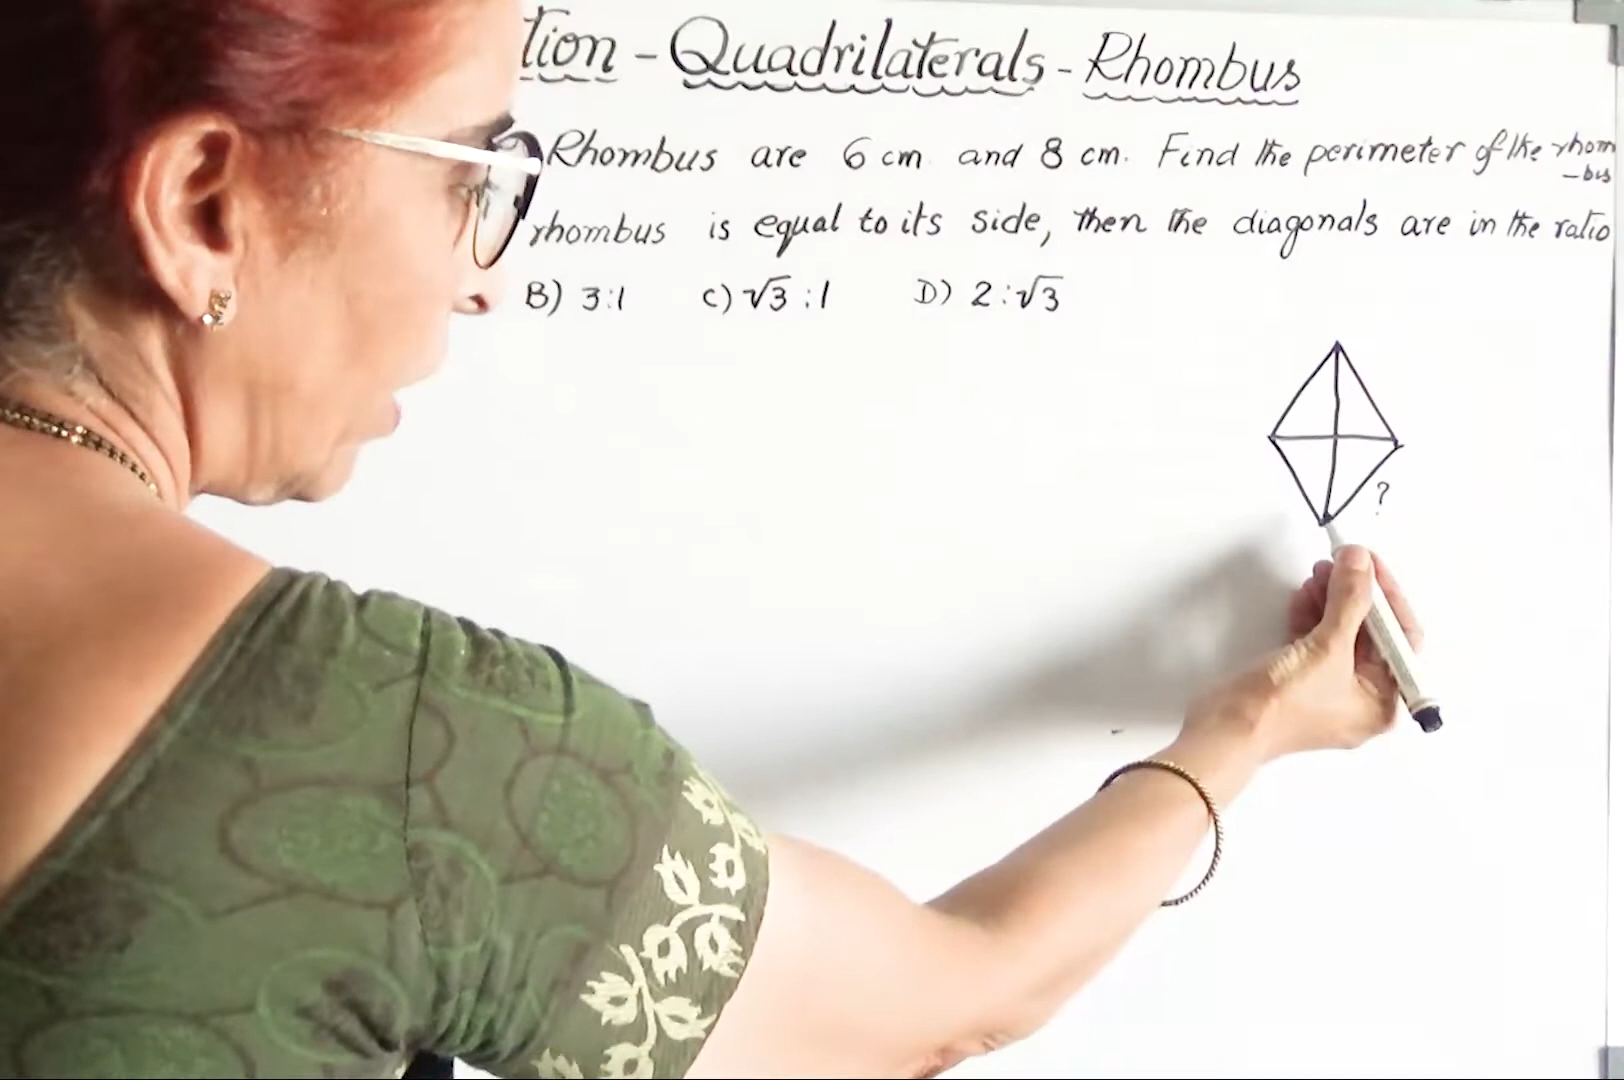 tion - Quadrilaterals - Rhombus
Rhombus are 6 cm and 8 cm. Find the perimeter of the rhom
-bus
rhombus is equal to its side, then the diagonals are in the ratio
B) 3:1 C) √3 : 1 D) 2 : √3
?